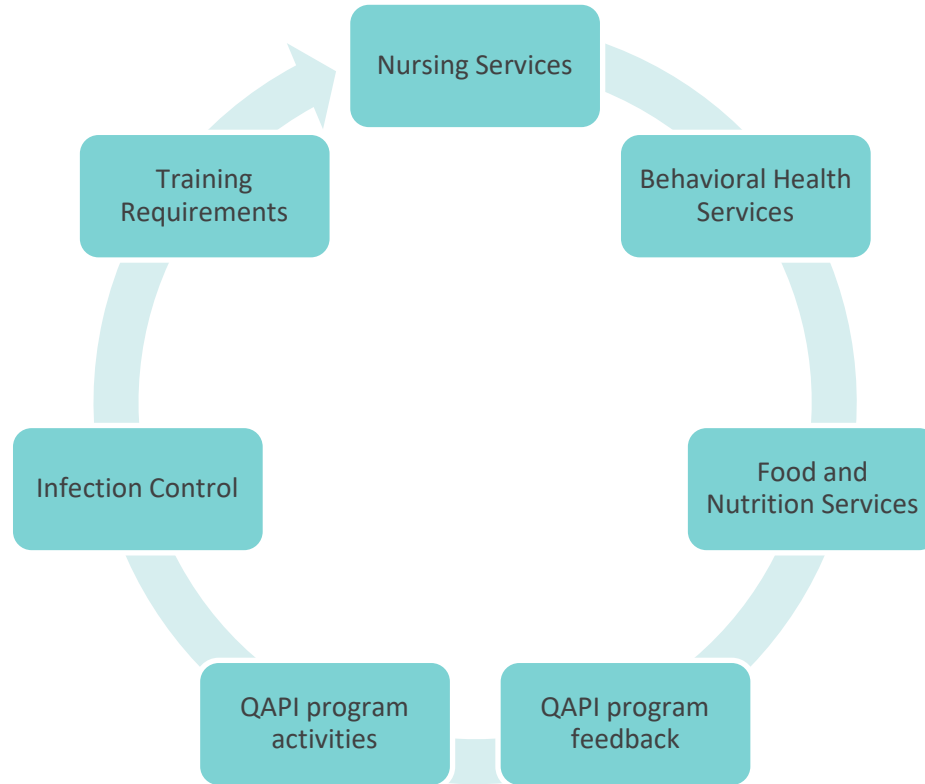 Nursing Services
Behavioral Health
Services
Food and
Nutrition Services
QAPI program
feedback
QAPI program
activities
Infection Control
Training
Requirements